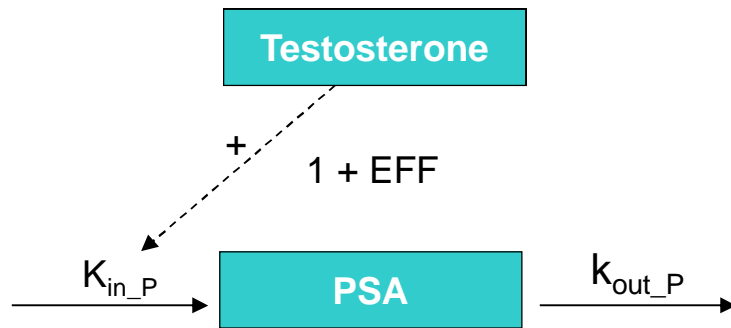 Testosterone
+
1 + EFF
K_in_P
PSA
k_out_P